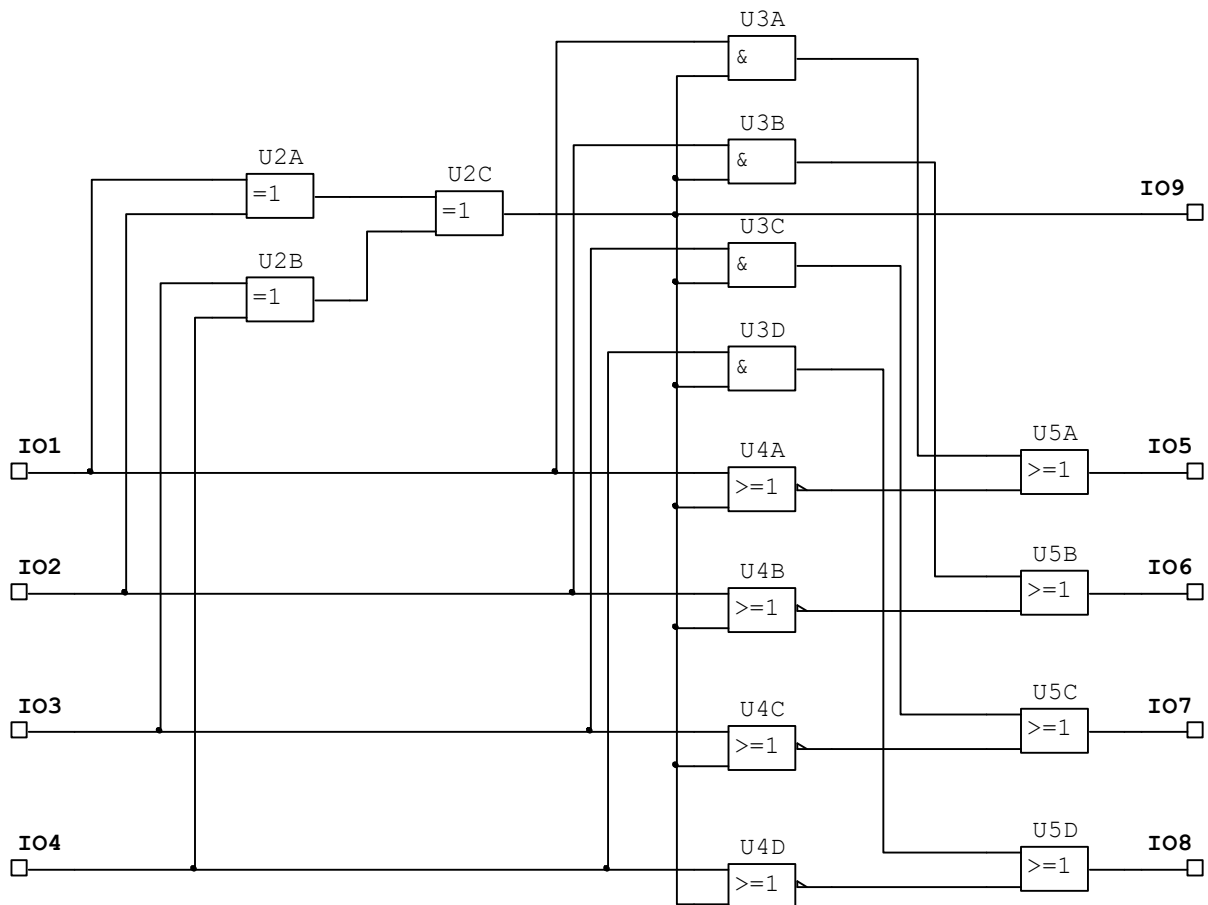 U3A
&
U3B
&
U2A
=1
U2C
=1
IO9
U3C
&
U2B
=1
U3D
&
IO1
U4A
>=1
U5A
>=1
IO5
IO2
U4B
>=1
U5B
>=1
IO6
IO3
U4C
>=1
U5C
>=1
IO7
IO4
U4D
>=1
U5D
>=1
IO8